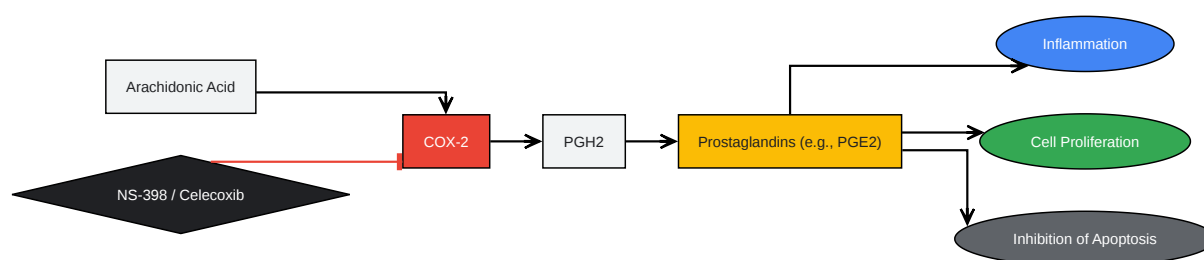 Inflammation
Arachidonic Acid
COX-2
PGH2
Prostaglandins (e.g., PGE2)
Cell Proliferation
NS-398 / Celecoxib
Inhibition of Apoptosis